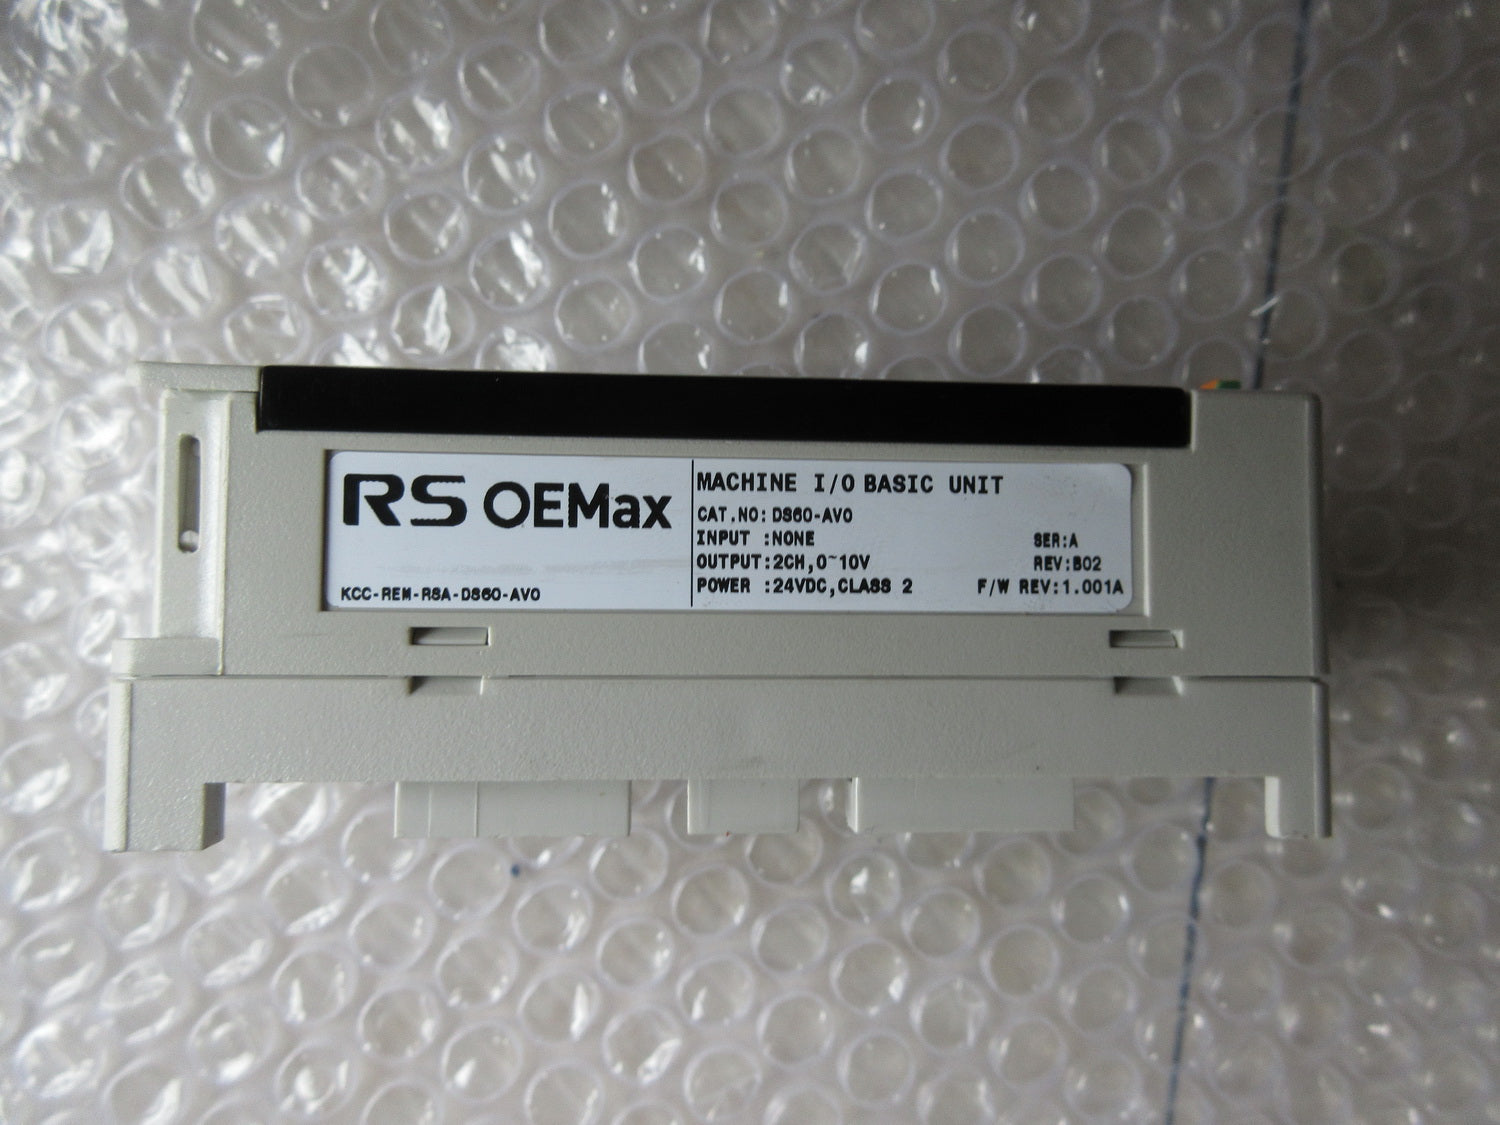 RS OEMax
KCC-REM-RSA-DS60-AV0
MACHINE I/O BASIC UNIT
CAT.NO: DS60-AV0
INPUT :NONE
SER:A
OUTPUT:2CH,0~10V
REV:B02
POWER :24VDC,CLASS 2
F/W REV:1.001A